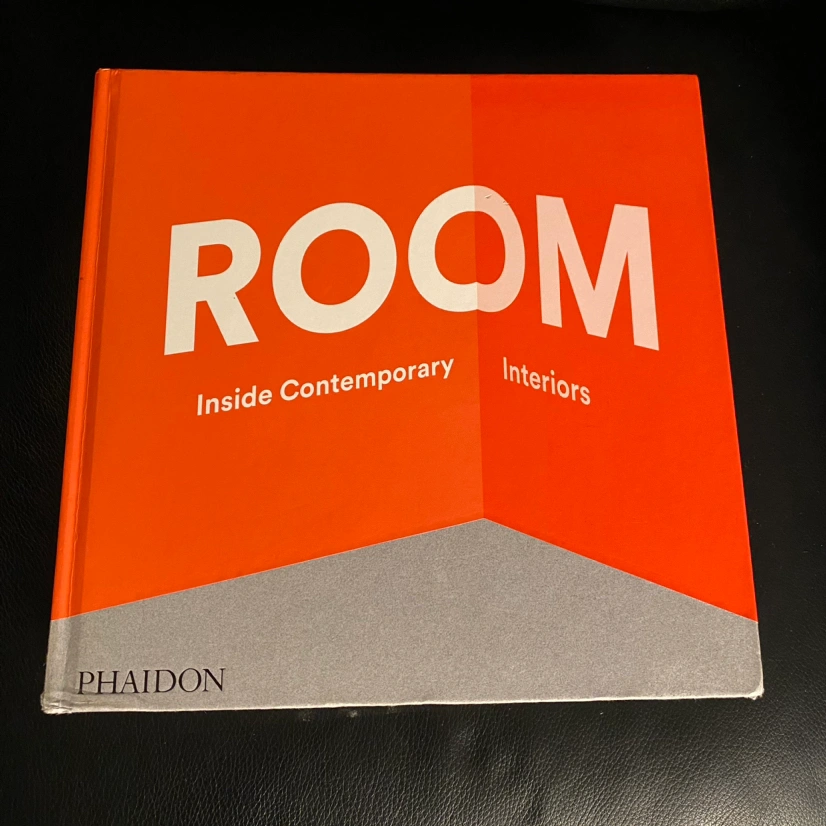 ROOM
Inside Contemporary Interiors
PHAIDON